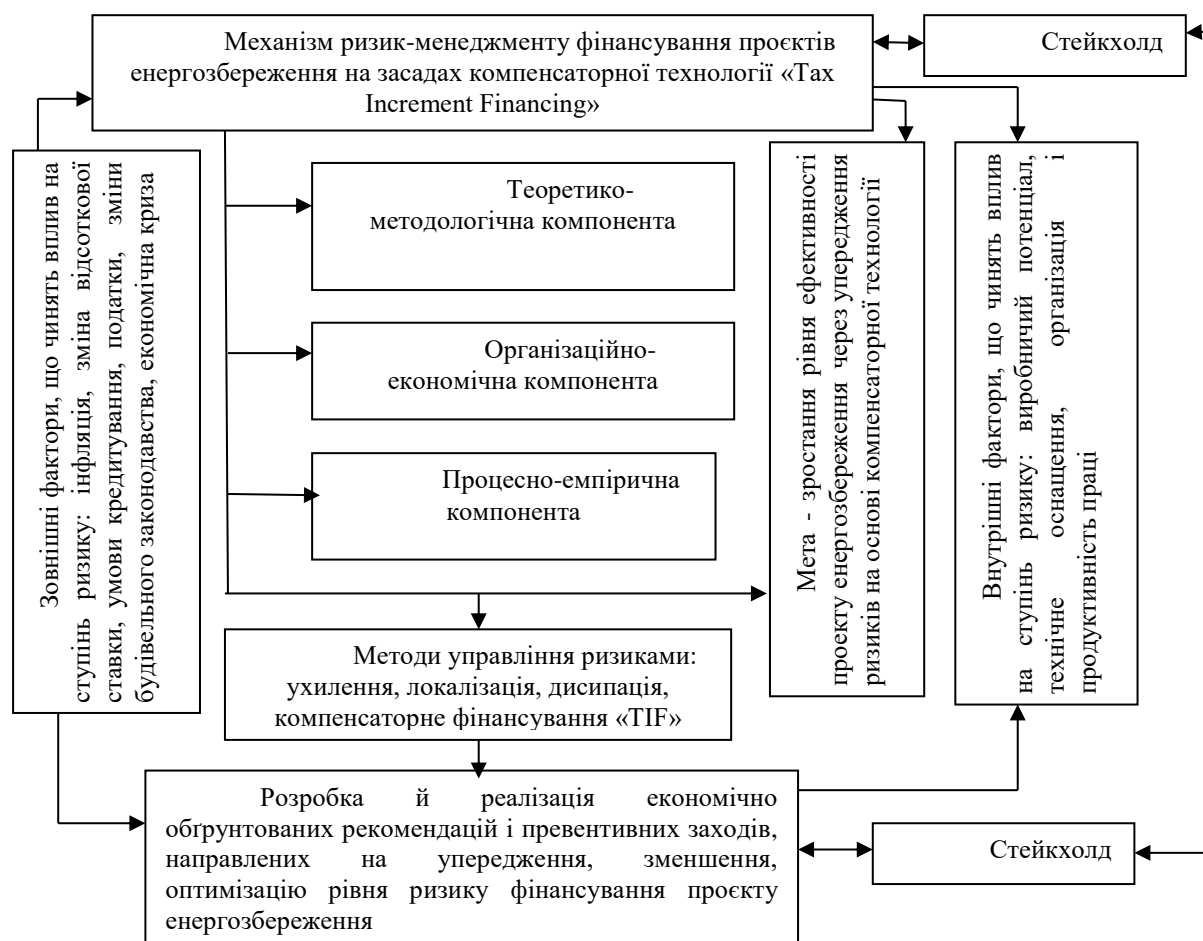 Механізм ризик-менеджменту фінансування проєктів
енергозбереження на засадах компенсаторної технології «Tax
Increment Financing»
Стейкхолд
Зовнішні фактори, що чинять вплив на
ступінь ризику: інфляція, зміна відсоткової
ставки, умови кредитування, податки, зміни
будівельного законодавства, економічна криза
Теоретико-
методологічна компонента
Організаційно-
економічна компонента
Процесно-емпірична
компонента
Мета - зростання рівня ефективності
проекту енергозбереження через упередження
ризиків на основі компенсаторної технології
Внутрішні фактори, що чинять вплив
на ступінь ризику: виробничий потенціал,
технічне оснащення, організація і
продуктивність праці
Методи управління ризиками:
ухилення, локалізація, дисипація,
компенсаторне фінансування «TIF»
Розробка й реалізація економічно
обґрунтованих рекомендацій і превентивних заходів,
направлених на упередження, зменшення,
оптимізацію рівня ризику фінансування проєкту
енергозбереження
Стейкхолд